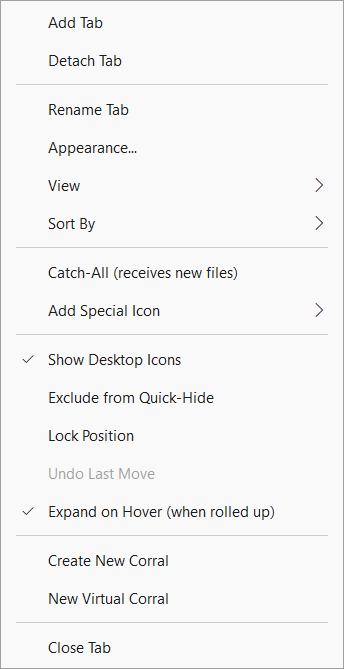 Add Tab
Detach Tab
Rename Tab
Appearance...
View
Sort By
Catch-All (receives new files)
Add Special Icon
Show Desktop Icons
Exclude from Quick-Hide
Lock Position
Undo Last Move
Expand on Hover (when rolled up)
Create New Corral
New Virtual Corral
Close Tab